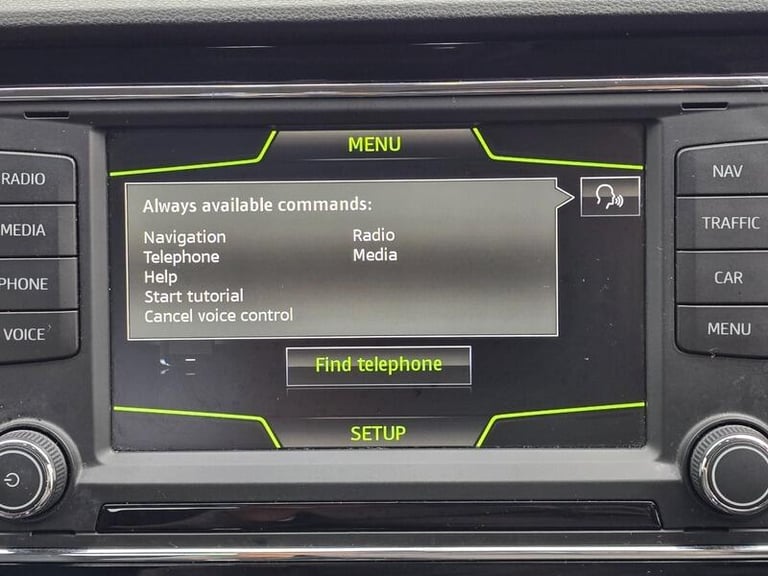 MENU
Always available commands:
Navigation Radio
Telephone Media
Help
Start tutorial
Cancel voice control
Find telephone
SETUP
RADIO
MEDIA
PHONE
VOICE
NAV
TRAFFIC
CAR
MENU